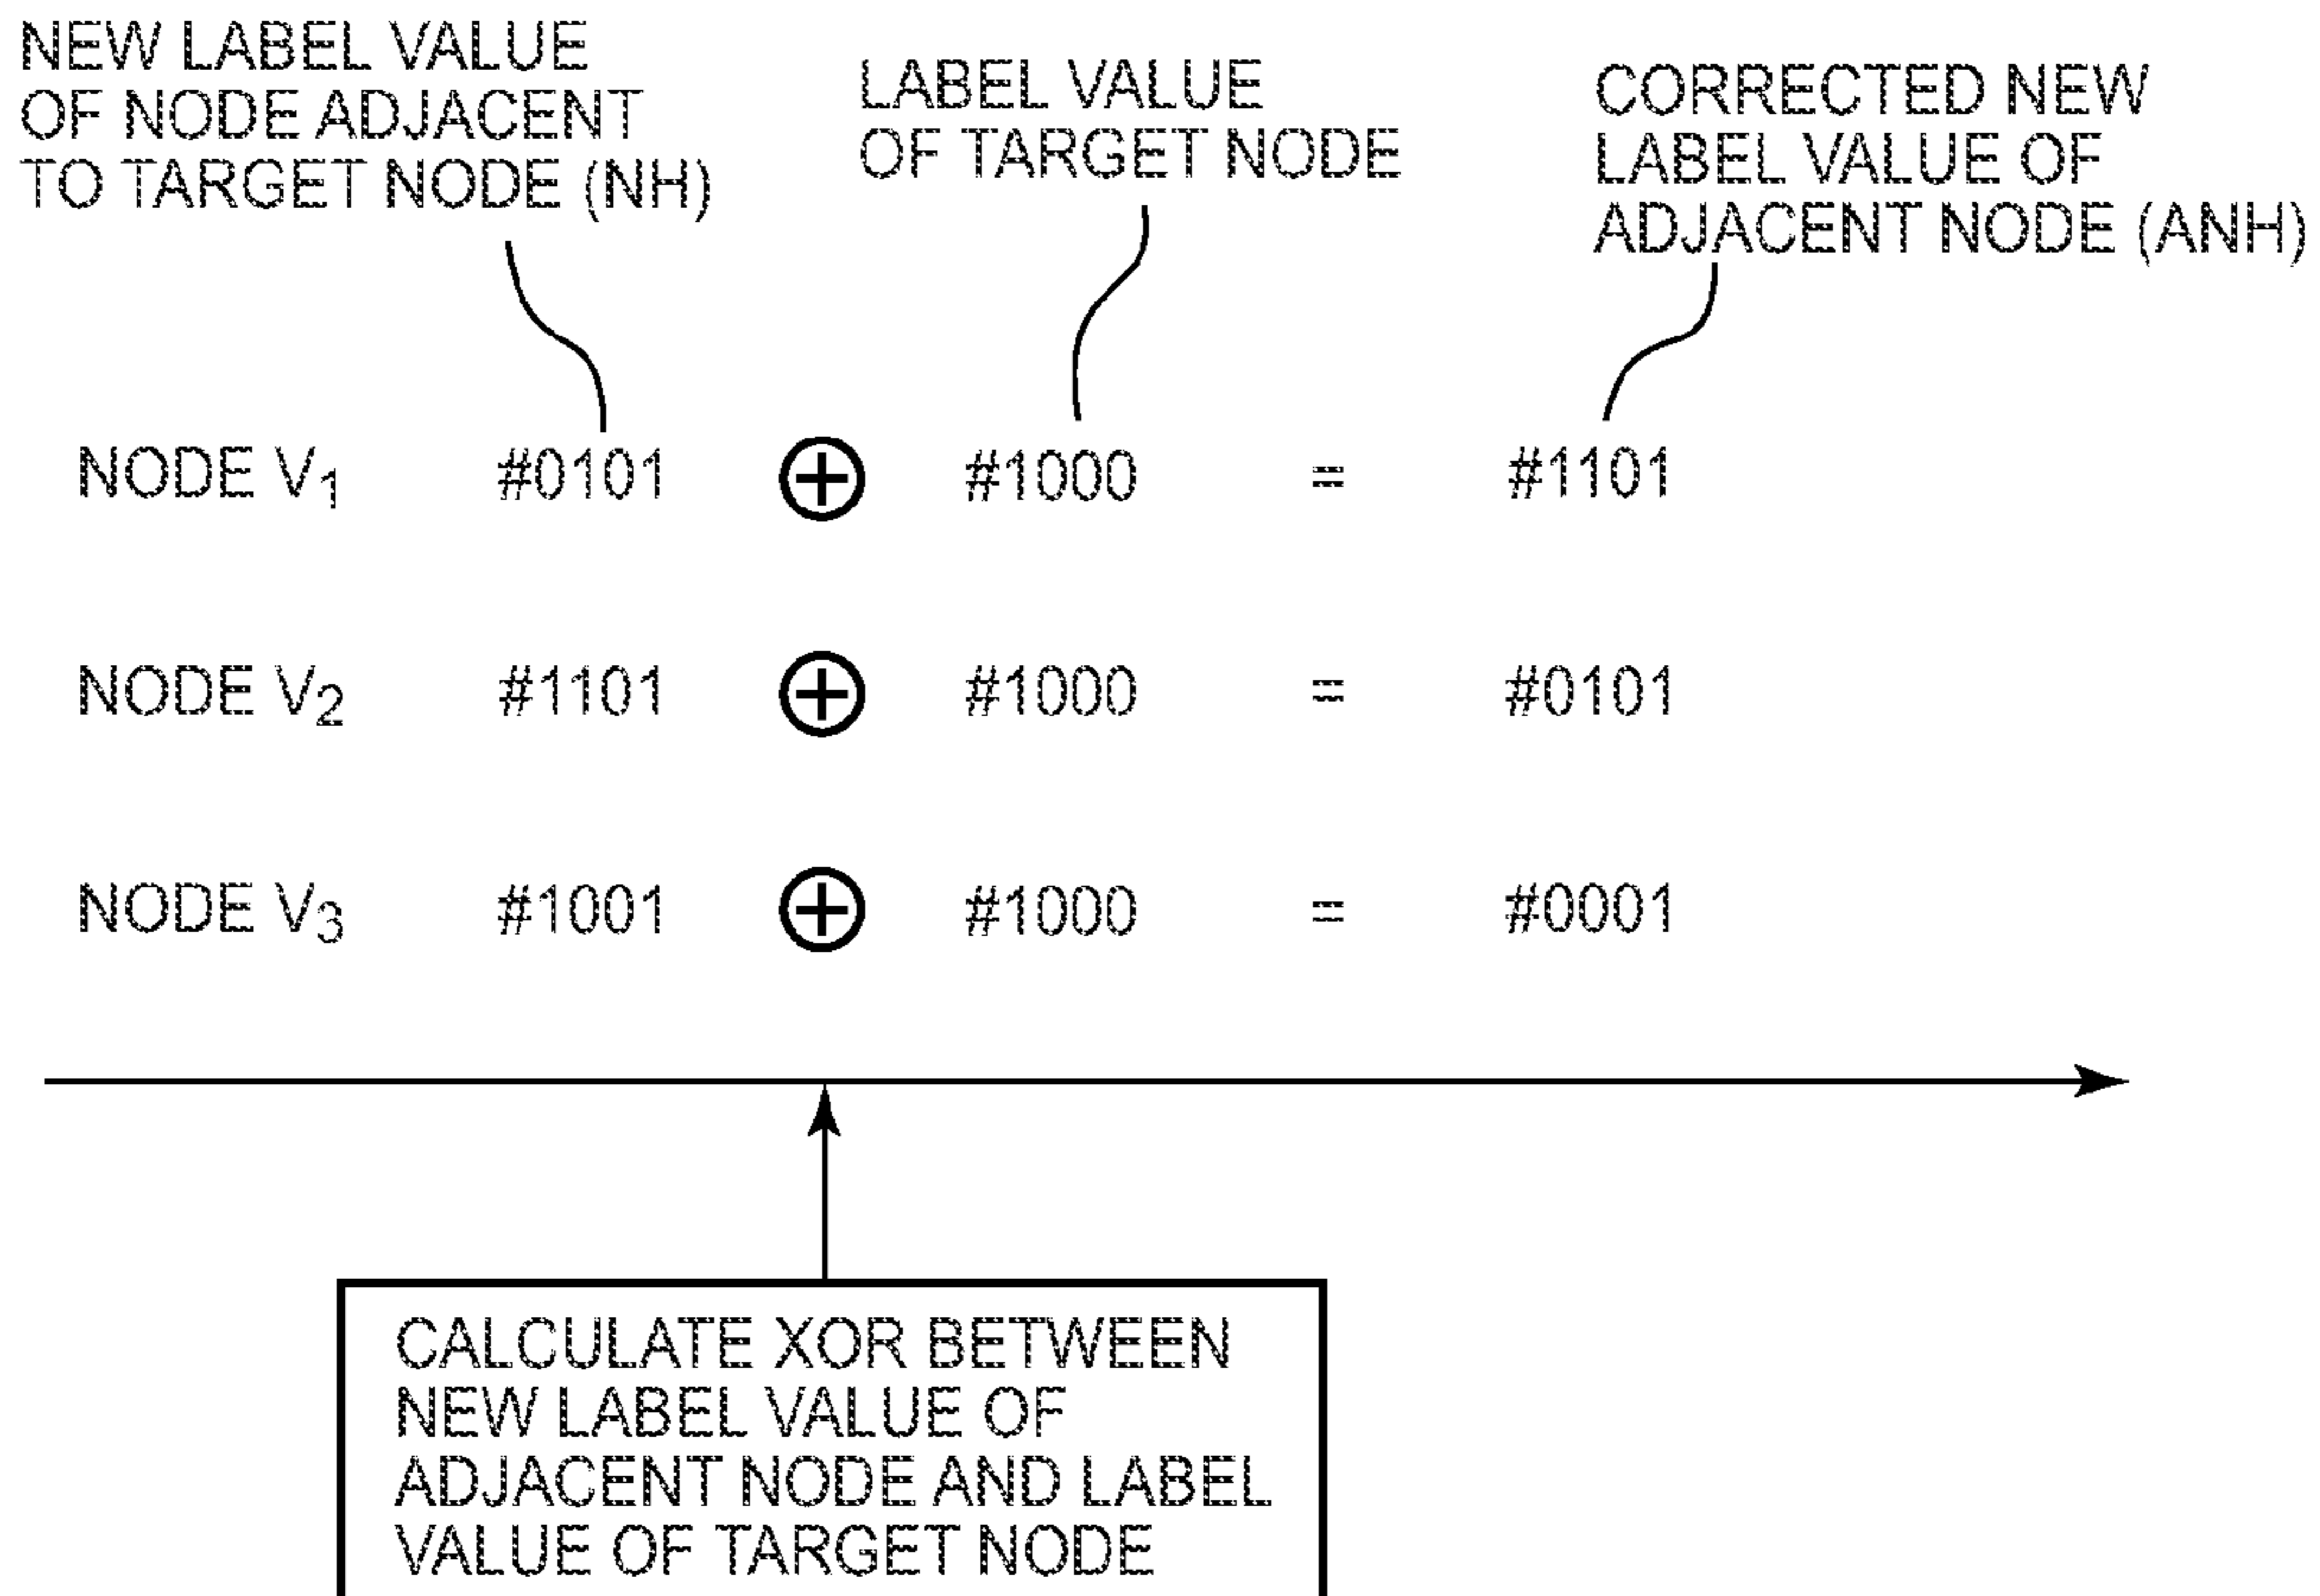 NEW LABEL VALUE
OF NODE ADJACENT
TO TARGET NODE (NH)
LABEL VALUE
OF TARGET NODE
CORRECTED NEW
LABEL VALUE OF
ADJACENT NODE (ANH)
NODE V1 #0101 ⊕ #1000 = #1101
NODE V2 #1101 ⊕ #1000 = #0101
NODE V3 #1001 ⊕ #1000 = #0001
CALCULATE XOR BETWEEN
NEW LABEL VALUE OF
ADJACENT NODE AND LABEL
VALUE OF TARGET NODE